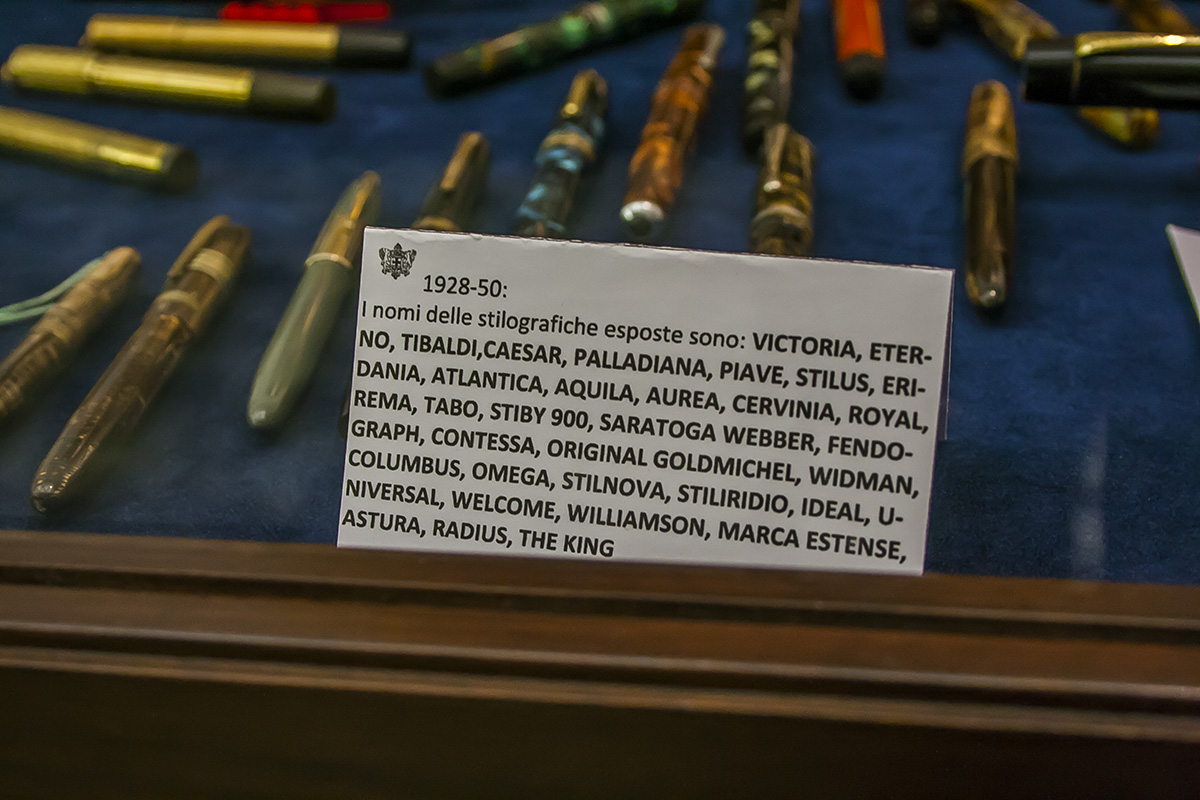 1928-50:
I nomi delle stilografiche esposte sono: VICTORIA, ETER-
NO, TIBALDI,CAESAR, PALLADIANA, PIAVE, STILUS, ERI-
DANIA, ATLANTICA, AQUILA, AUREA, CERVINIA, ROYAL,
REMA, TABO, STIBY 900, SARATOGA WEBBER, FENDO-
GRAPH, CONTESSA, ORIGINAL GOLDMICHEL, WIDMAN,
COLUMBUS, OMEGA, STILNOVA, STILIRIDIO, IDEAL, U-
NIVERSAL, WELCOME, WILLIAMSON, MARCA ESTENSE,
ASTURA, RADIUS, THE KING